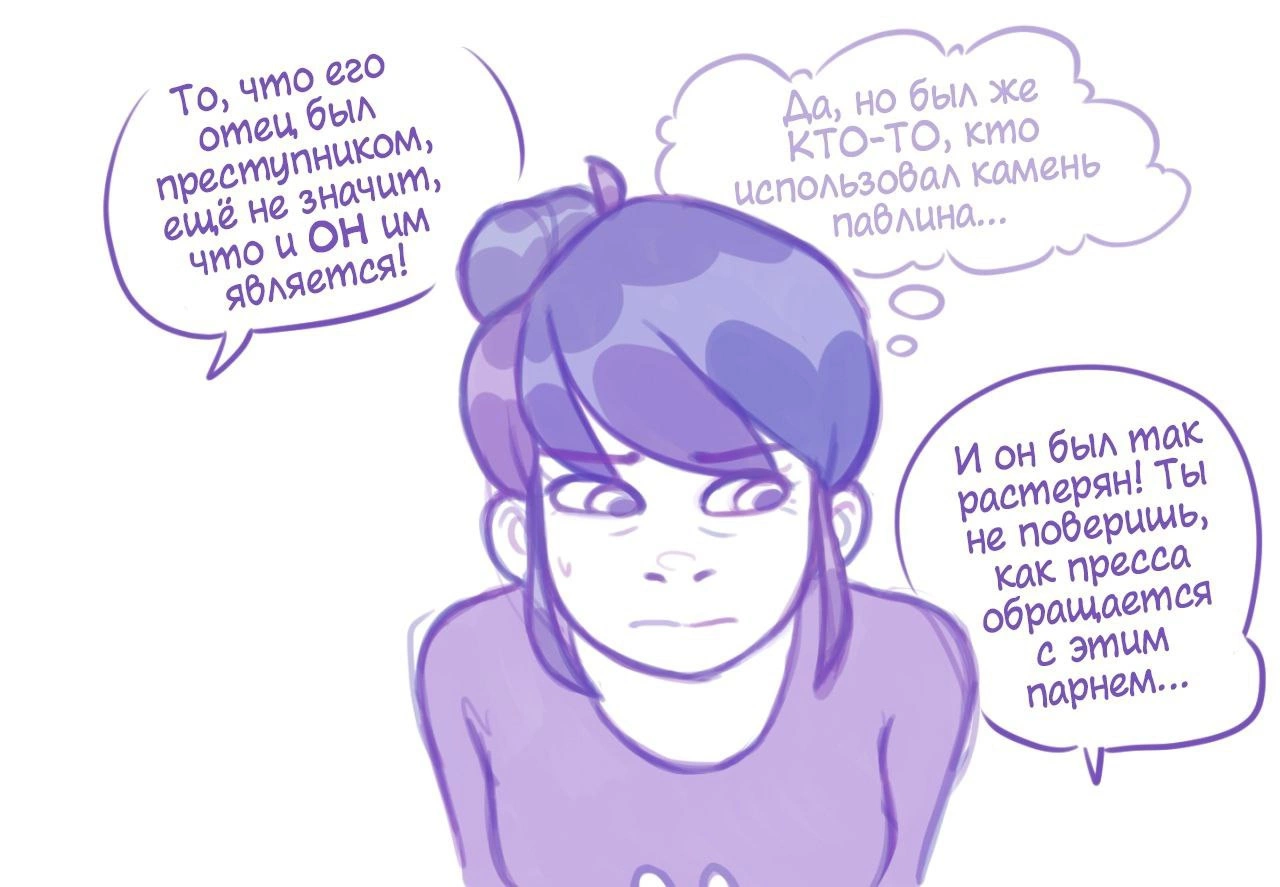 То, что его
отец был
преступником,
ещё не значит,
что и ОН им
является!
Да, но был же
КТО-ТО, кто
использовал камень
павлина...
И он был так
растерян! Ты
не поверишь,
как пресса
обращается
с этим
парнем...